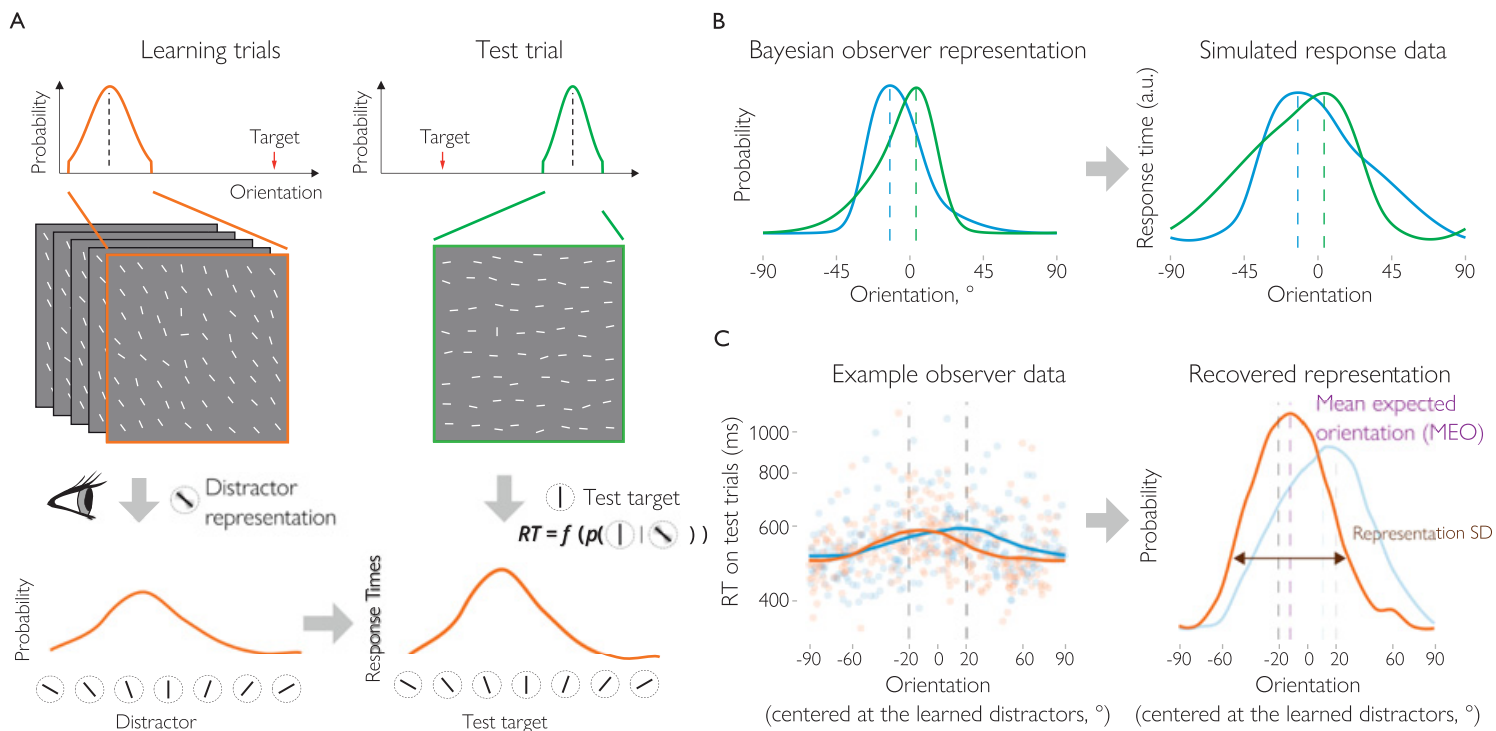 A
Learning trials
Test trial
Probability
Target
Orientation
Probability
Target
Distractor
representation
Test target
RT = f (p( | ))
Probability
Distractor
Response Times
Test target
B
Bayesian observer representation
Simulated response data
Probability
-90 -45 0 45 90
Orientation, °
Response time (a.u.)
-90 -45 0 45 90
Orientation
C
Example observer data
Recovered representation
RT on test trials (ms)
1000
800
600
400
-90 -60 -20 0 20 60 90
Orientation
(centered at the learned distractors, °)
Mean expected
orientation (MEO)
Probability
Representation SD
-90 -60 -20 0 20 60 90
Orientation
(centered at the learned distractors, °)